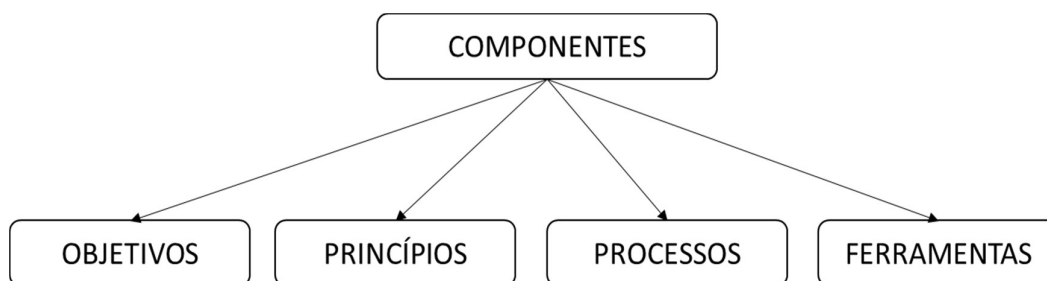 COMPONENTES
OBJETIVOS
PRINCÍPIOS
PROCESSOS
FERRAMENTAS